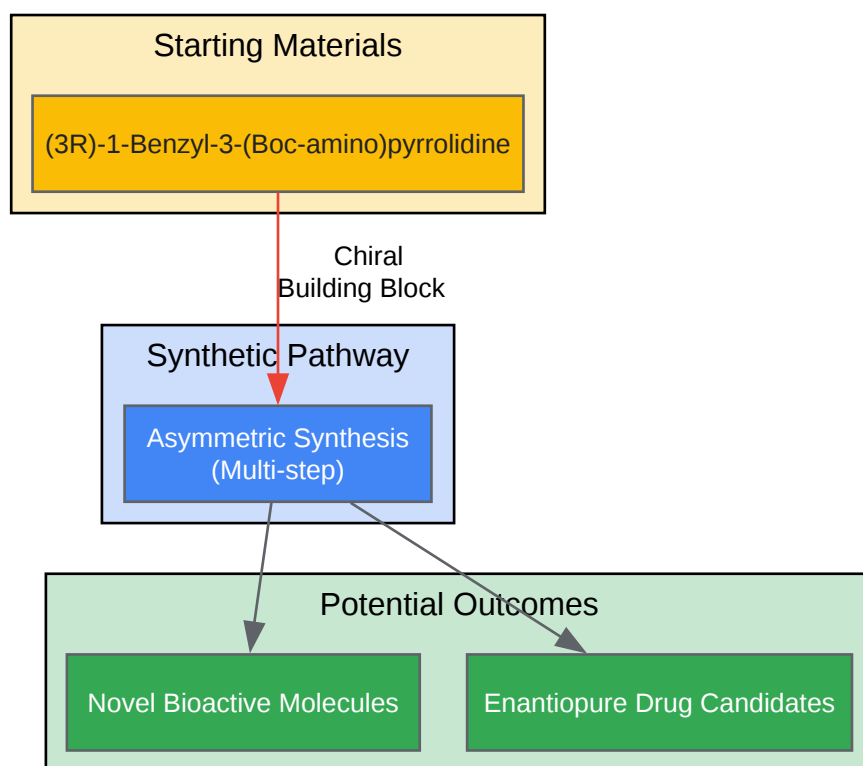 Starting Materials
(3R)-1-Benzyl-3-(Boc-amino)pyrrolidine
Chiral
Building Block
Synthetic Pathway
Asymmetric Synthesis
(Multi-step)
Potential Outcomes
Novel Bioactive Molecules
Enantiopure Drug Candidates